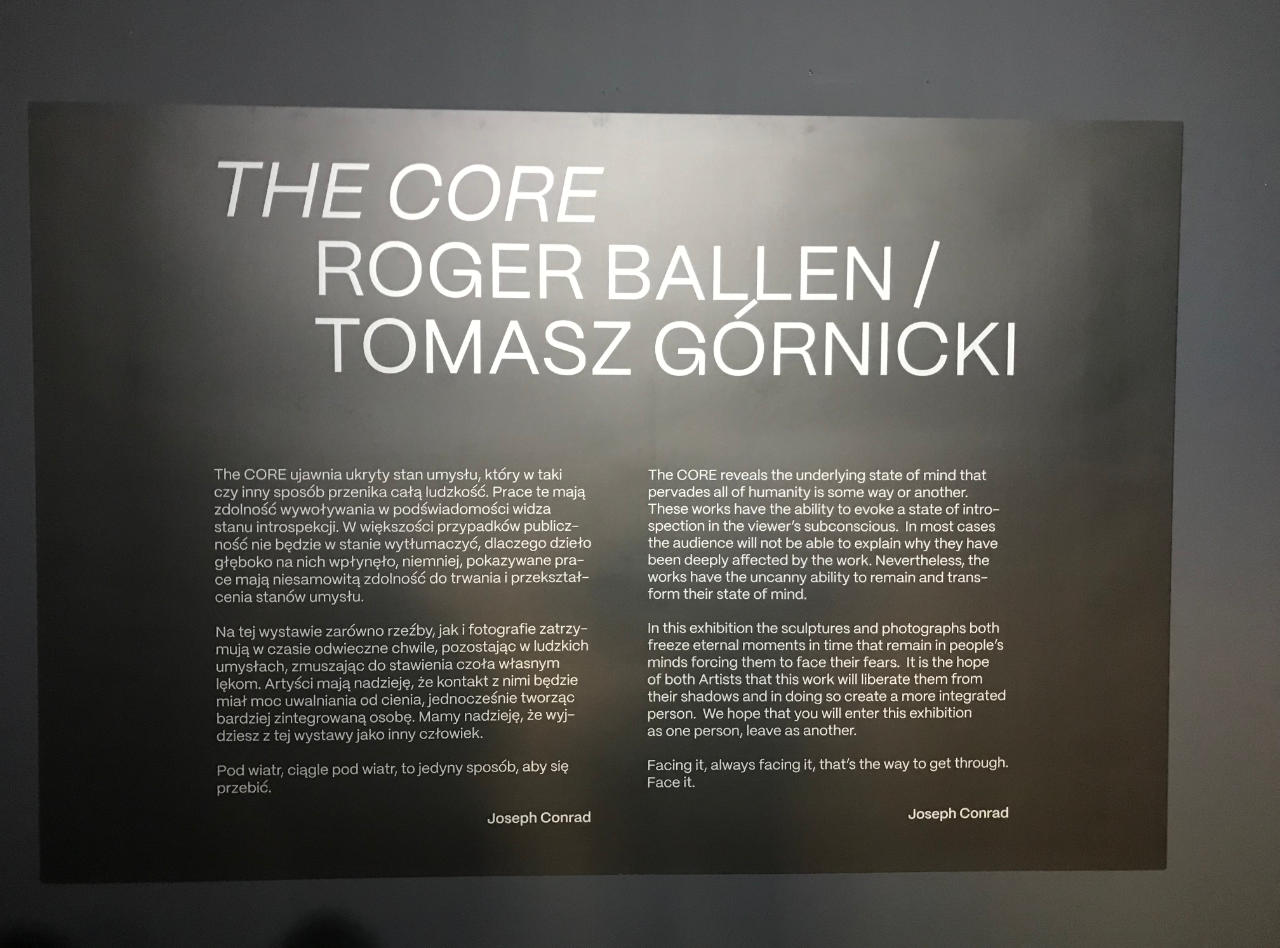 THE CORE
ROGER BALLEN /
TOMASZ GÓRNICKI
The CORE ujawnia ukryty stan umysłu, który w taki
czy inny sposób przenika całą ludzkość. Prace te mają
zdolność wywoływania w podświadomości widza
stanu introspekcji. W większości przypadków publicz-
ność nie będzie w stanie wytłumaczyć, dlaczego dzieło
głęboko na nich wpłynęło, niemniej, pokazywane pra-
ce mają niesamowitą zdolność do trwania i przekształ-
cenia stanów umysłu.
Na tej wystawie zarówno rzeźby, jak i fotografie zatrzy-
mują w czasie odwieczne chwile, pozostając w ludzkich
umysłach, zmuszając do stawienia czoła własnym
lękom. Artyści mają nadzieję, że kontakt z nimi będzie
miał moc uwalniania od cienia, jednocześnie tworząc
bardziej zintegrowaną osobę. Mamy nadzieję, że wyj-
dziesz z tej wystawy jako inny człowiek.
Pod wiatr, ciągle pod wiatr, to jedyny sposób, aby się
przebić.
Joseph Conrad
The CORE reveals the underlying state of mind that
pervades all of humanity is some way or another.
These works have the ability to evoke a state of intro-
spection in the viewer's subconscious. In most cases
the audience will not be able to explain why they have
been deeply affected by the work. Nevertheless, the
works have the uncanny ability to remain and trans-
form their state of mind.
In this exhibition the sculptures and photographs both
freeze eternal moments in time that remain in people's
minds forcing them to face their fears. It is the hope
of both Artists that this work will liberate them from
their shadows and in doing so create a more integrated
person. We hope that you will enter this exhibition
as one person, leave as another.
Facing it, always facing it, that's the way to get through.
Face it.
Joseph Conrad